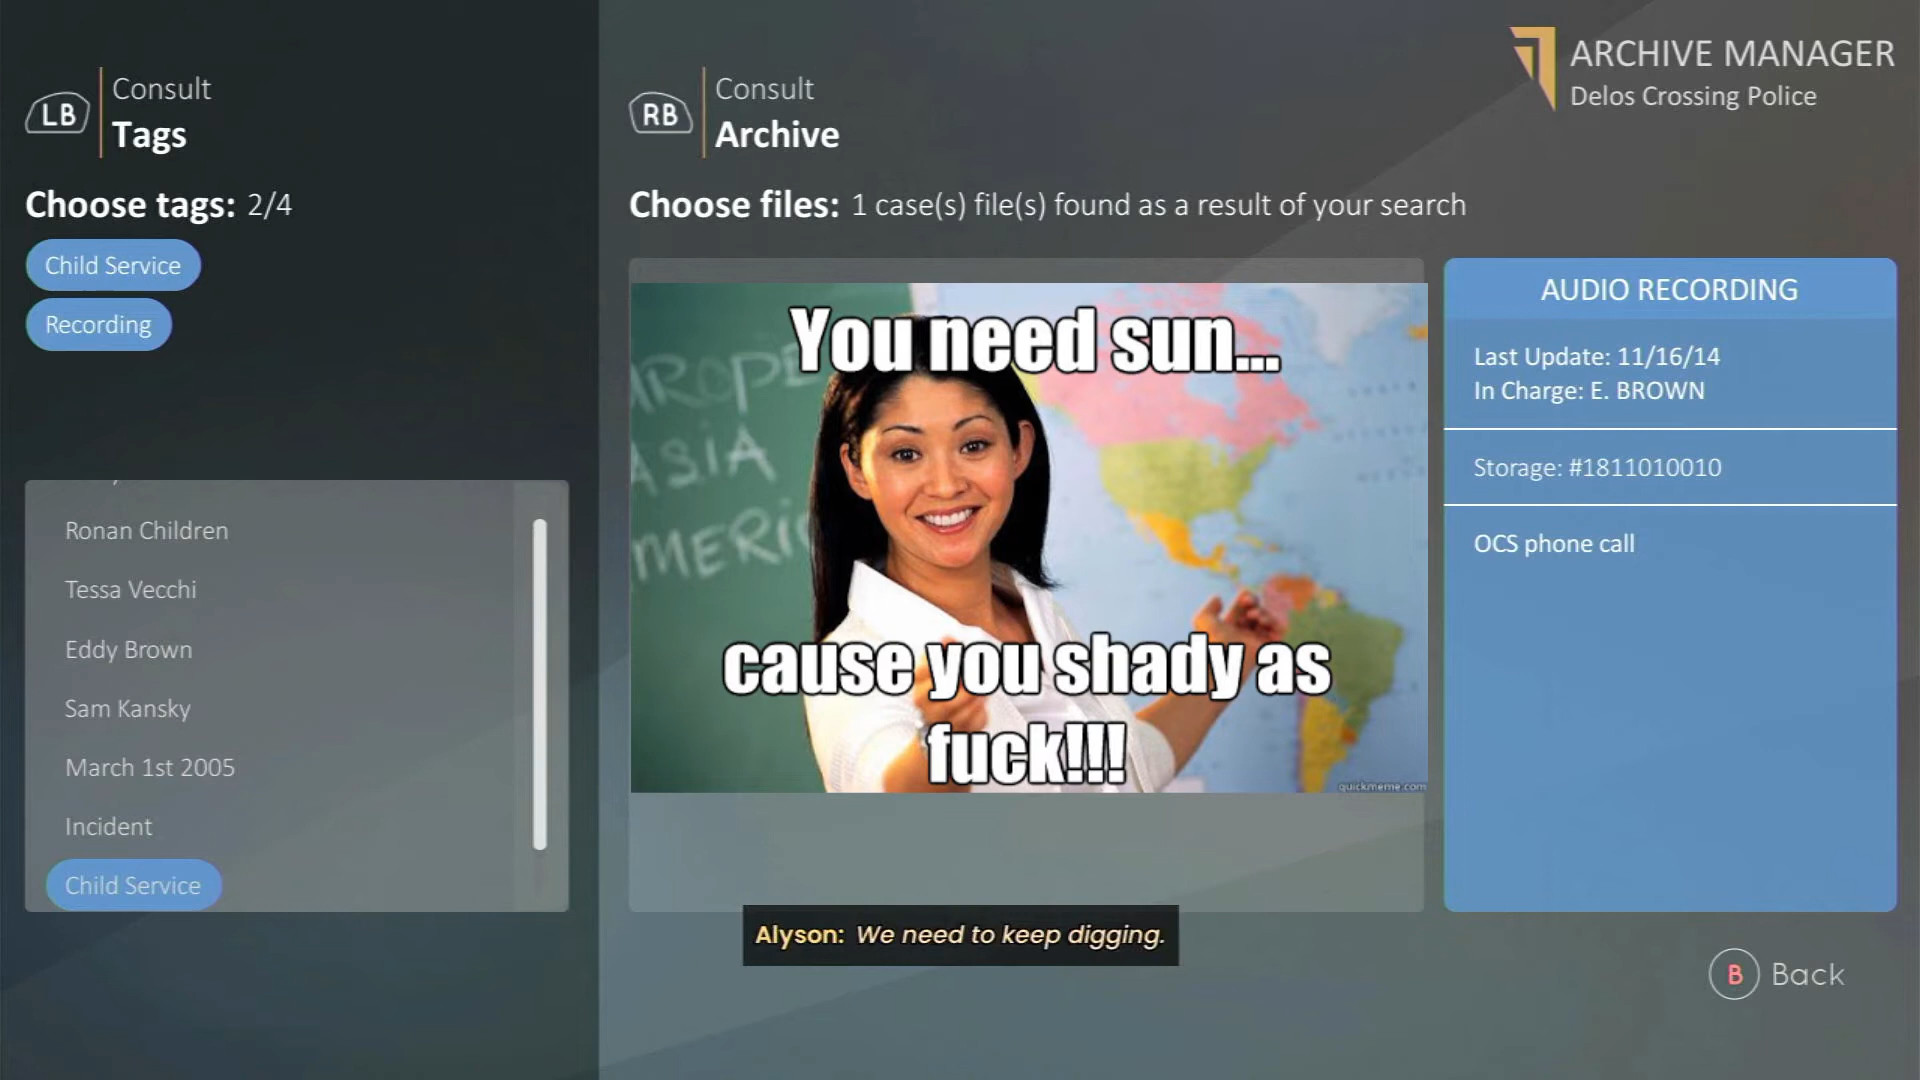 LB
Consult
Tags
Choose tags: 2/4
Child Service
Recording
Ronan Children
Tessa Vecchi
Eddy Brown
Sam Kansky
March 1st 2005
Incident
Child Service
RB
Consult
Archive
ARCHIVE MANAGER
Delos Crossing Police
Choose files: 1 case(s) file(s) found as a result of your search
You need sun...
ASIA
cause you shady as
fuck!!!
quickmeme.com
AUDIO RECORDING
Last Update: 11/16/14
In Charge: E. BROWN
Storage: #1811010010
OCS phone call
Alyson: We need to keep digging.
B Back